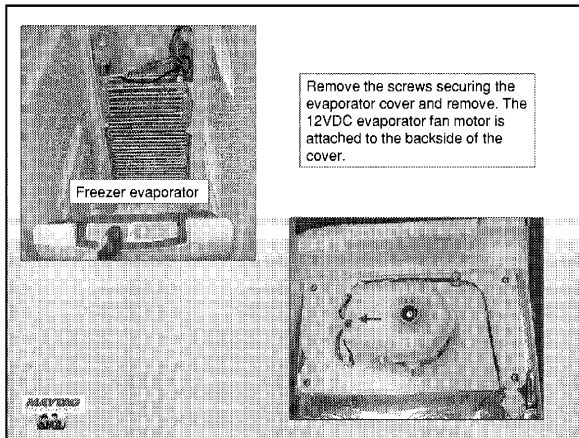 Remove the screws securing the
evaporator cover and remove. The
12VDC evaporator fan motor is
attached to the backside of the
cover.
Freezer evaporator
MAYTAG